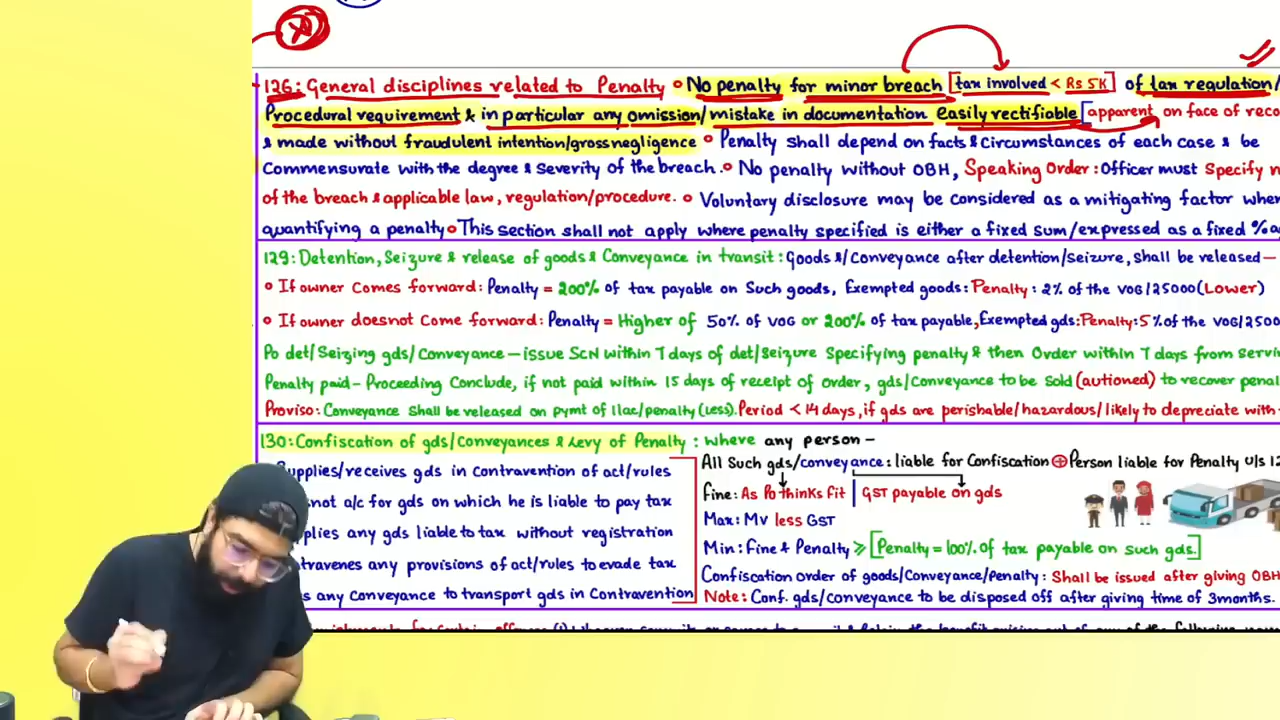 126: General disciplines related to Penalty ∘ No penalty for minor breach [tax involved < Rs 5K] of tax regulation/
Procedural requirement & in particular any omission/mistake in documentation easily rectifiable [apparent on face of reco
& made without fraudulent intention/gross negligence ∘ Penalty shall depend on facts & Circumstances of each case & be
Commensurate with the degree & Severity of the breach. ∘ No penalty without OBH, Speaking Order: Officer must Specify n
of the breach & applicable law, regulation/procedure. ∘ Voluntary disclosure may be considered as a mitigating factor when
quantifying a penalty ∘ This section shall not apply where penalty specified is either a fixed sum/expressed as a fixed %a
129: Detention, Seizure & release of goods & Conveyance in transit: Goods &/Conveyance after detention/seizure, shall be released—
∘ If owner Comes forward: Penalty = 200% of tax payable on Such goods, Exempted goods: Penalty: 2% of the VOG/25000 (Lower)
∘ If owner doesnot Come forward: Penalty = Higher of 50% of VOG or 200% of tax payable, Exempted gds: Penalty: 5% of the VOG/2500
Po det/Seizing gds/Conveyance — issue SCN within 7 days of det/seizure Specifying penalty & then Order within 7 days from servi
Penalty paid - Proceeding Conclude, if not paid within 15 days of receipt of Order, gds/conveyance to be Sold (autioned) to recover penal
Proviso: Conveyance Shall be released on pymt of 1lac/penalty (less). Period < 14 days, if gds are perishable/hazardous/likely to depreciate with
130: Confiscation of gds/Conveyances & Levy of Penalty: where any person –
upplies/receives gds in Contravention of act/rules
not a/c for gds on which he is liable to pay tax
plies any gds liable to tax without registration
travenes any provisions of act/rules to evade tax
s any Conveyance to transport gds in Contravention
All Such gds/conveyance: liable for Confiscation ⊕ Person liable for Penalty u/s 12
Fine: As Po thinks fit | GST payable on gds
Max: MV less GST
Min: Fine & Penalty ≥ [Penalty = 100% of tax payable on such gds.]
Confiscation order of goods/Conveyance/penalty: Shall be issued after giving OBH
Note: Conf. gds/conveyance to be disposed off after giving time of 3months.